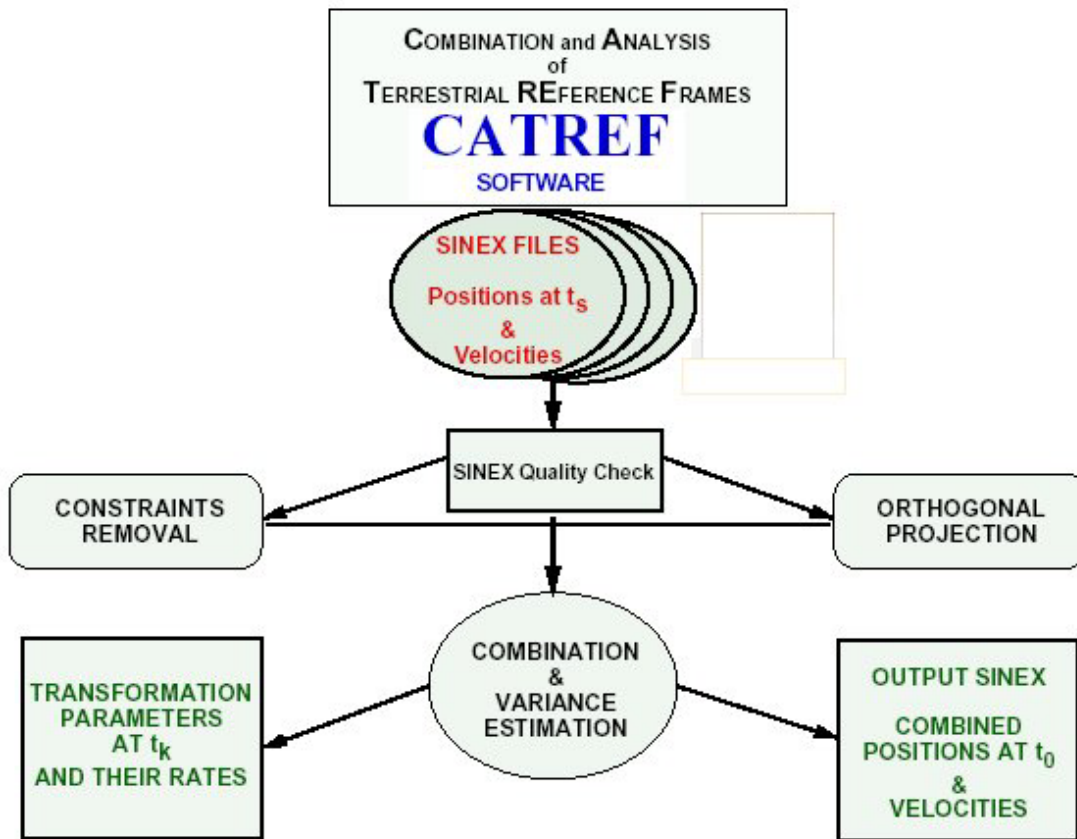 COMBINATION and ANALYSIS
of
TERRESTRIAL REFERENCE FRAMES
CATREF
SOFTWARE
SINEX FILES
Positions at ts
&
Velocities
SINEX Quality Check
CONSTRAINTS
REMOVAL
ORTHOGONAL
PROJECTION
COMBINATION
&
VARIANCE
ESTIMATION
TRANSFORMATION
PARAMETERS
AT tk
AND THEIR RATES
OUTPUT SINEX
COMBINED
POSITIONS AT t0
&
VELOCITIES